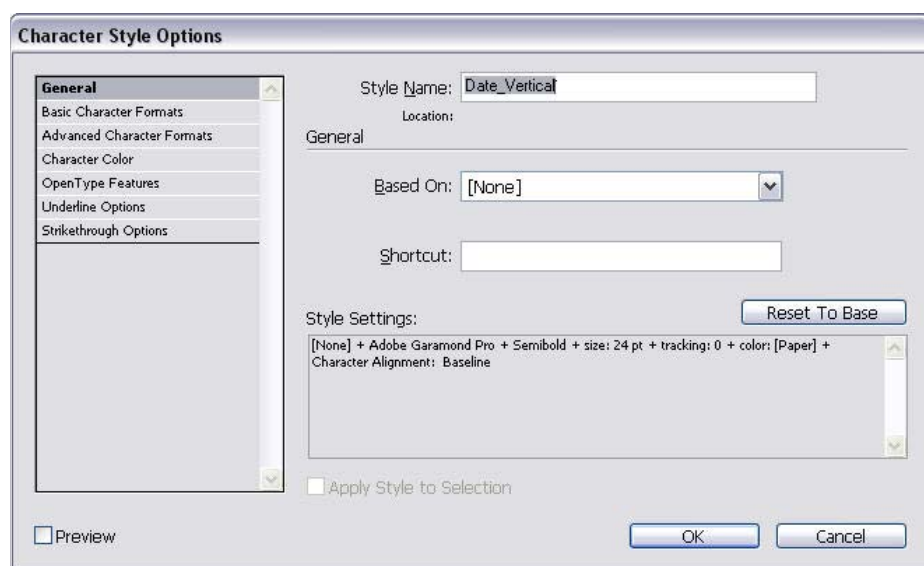 Character Style Options
General
Basic Character Formats
Advanced Character Formats
Character Color
OpenType Features
Underline Options
Strikethrough Options
Style Name: Date_Vertical
Location:
General
Based On: [None]
Shortcut:
Reset To Base
Style Settings:
[None] + Adobe Garamond Pro + Semibold + size: 24 pt + tracking: 0 + color: [Paper] +
Character Alignment: Baseline
Apply Style to Selection
Preview
OK
Cancel